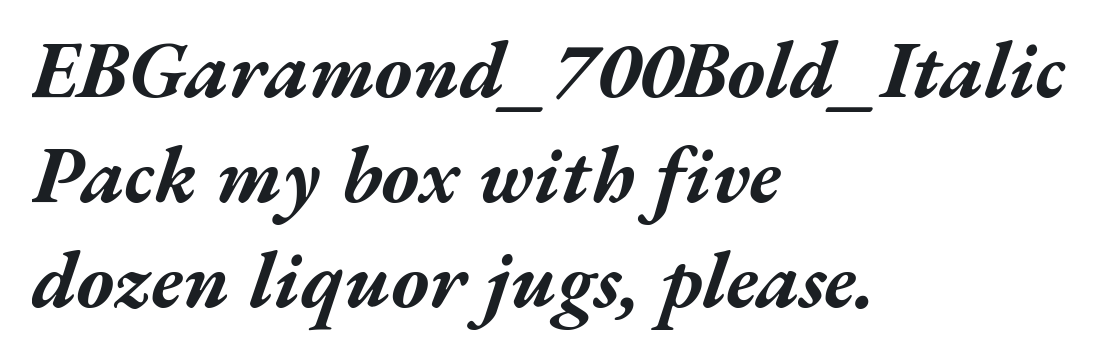 EBGaramond_700Bold_Italic
Pack my box with five
dozen liquor jugs, please.